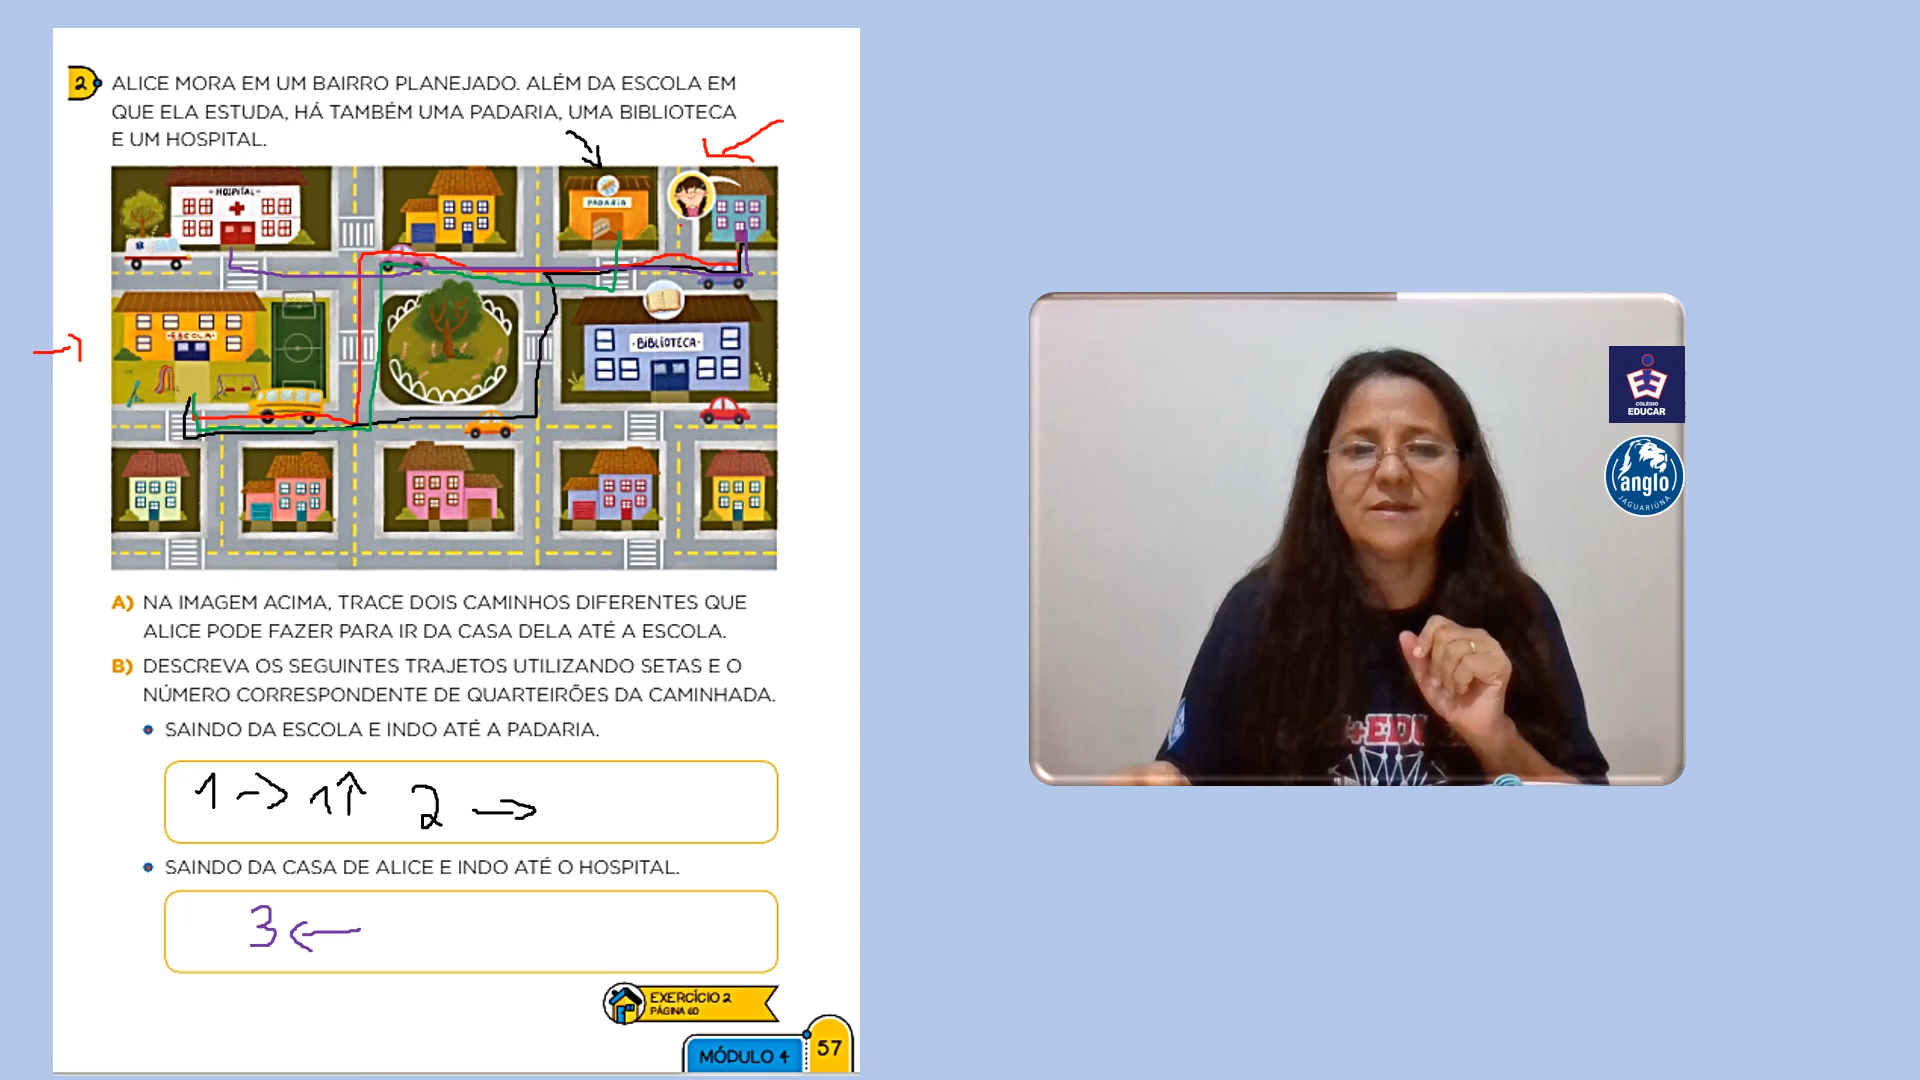 2 ALICE MORA EM UM BAIRRO PLANEJADO. ALÉM DA ESCOLA EM
QUE ELA ESTUDA, HÁ TAMBÉM UMA PADARIA, UMA BIBLIOTECA
E UM HOSPITAL.
HOSPITAL
PADARIA
ESCOLA
BIBLIOTECA
A) NA IMAGEM ACIMA, TRACE DOIS CAMINHOS DIFERENTES QUE
ALICE PODE FAZER PARA IR DA CASA DELA ATÉ A ESCOLA.
B) DESCREVA OS SEGUINTES TRAJETOS UTILIZANDO SETAS E O
NÚMERO CORRESPONDENTE DE QUARTEIRÕES DA CAMINHADA.
• SAINDO DA ESCOLA E INDO ATÉ A PADARIA.
1 → 1 ↑ 2 →
• SAINDO DA CASA DE ALICE E INDO ATÉ O HOSPITAL.
3 ←
EXERCÍCIO 2
PÁGINA 60
MÓDULO 4
57
COLÉGIO
EDUCAR
anglo
JAGUARIÚNA
+EDU